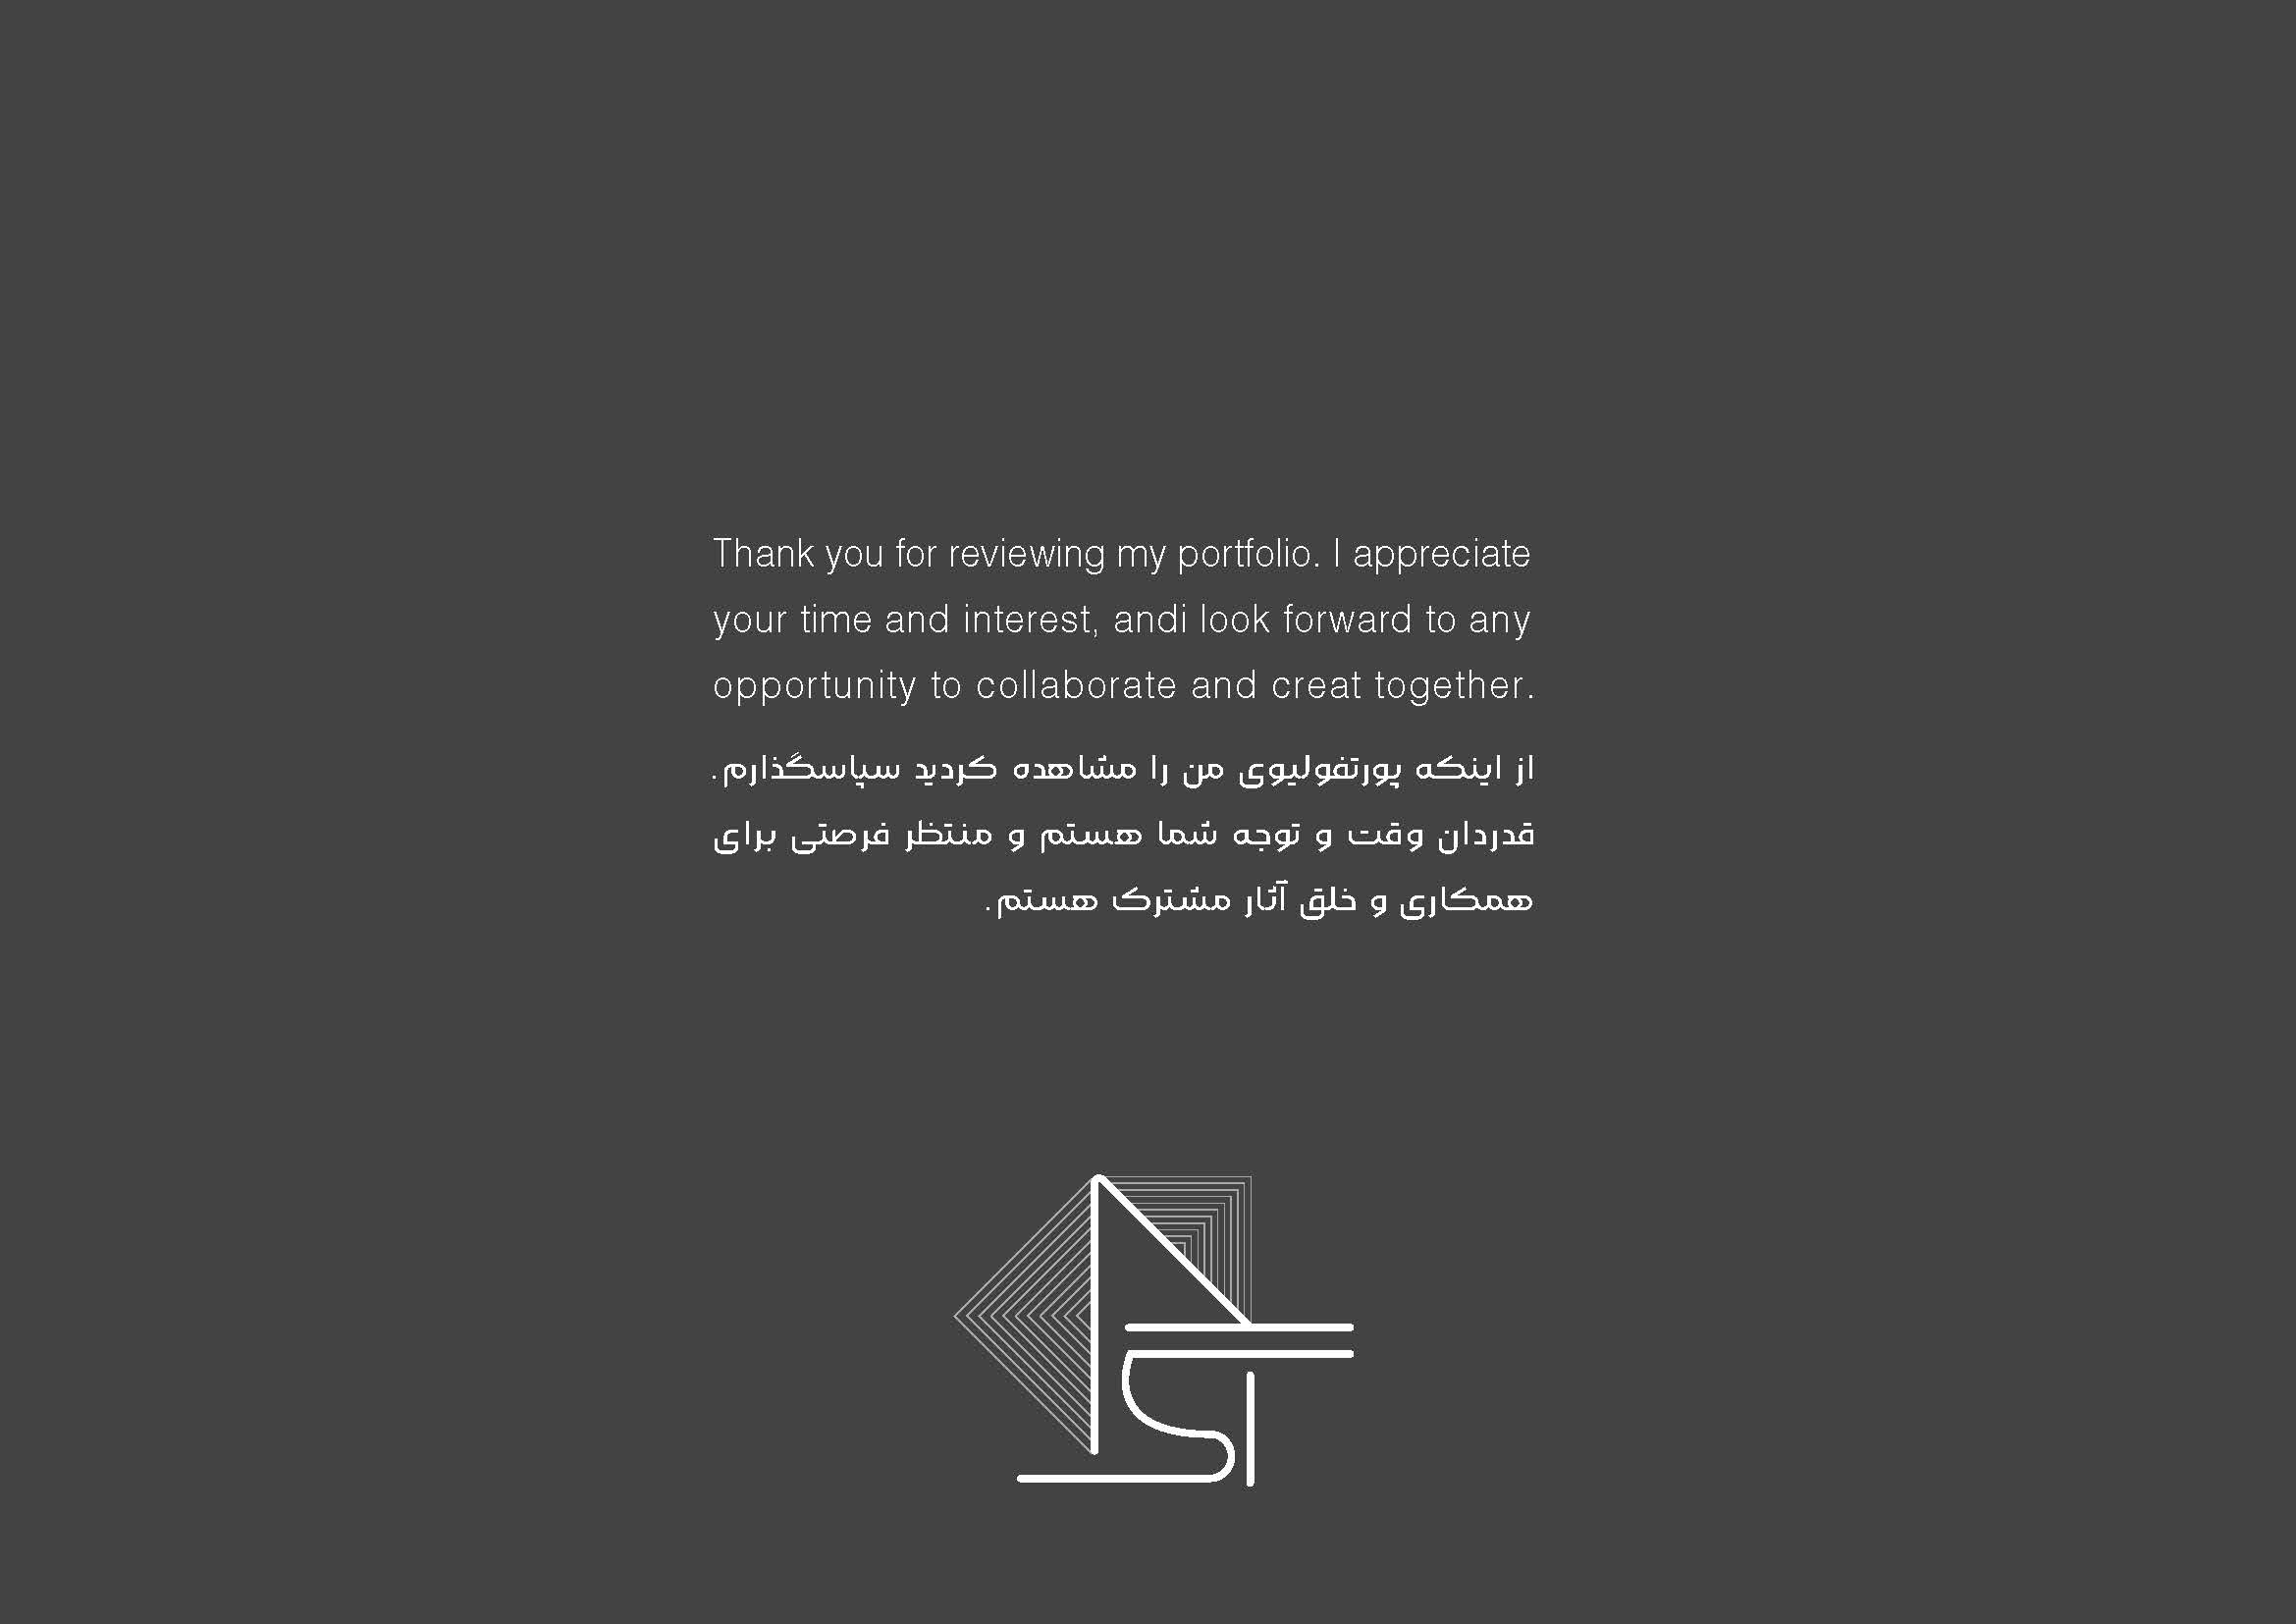 Thank you for reviewing my portfolio. I appreciate
your time and interest, andi look forward to any
opportunity to collaborate and creat together.
از اینکه پورتفولیوی من را مشاهده کردید سپاسگذارم.
قدردان وقت و توجه شما هستم و منتظر فرصتی برای
همکاری و خلق آثار مشترک هستم.